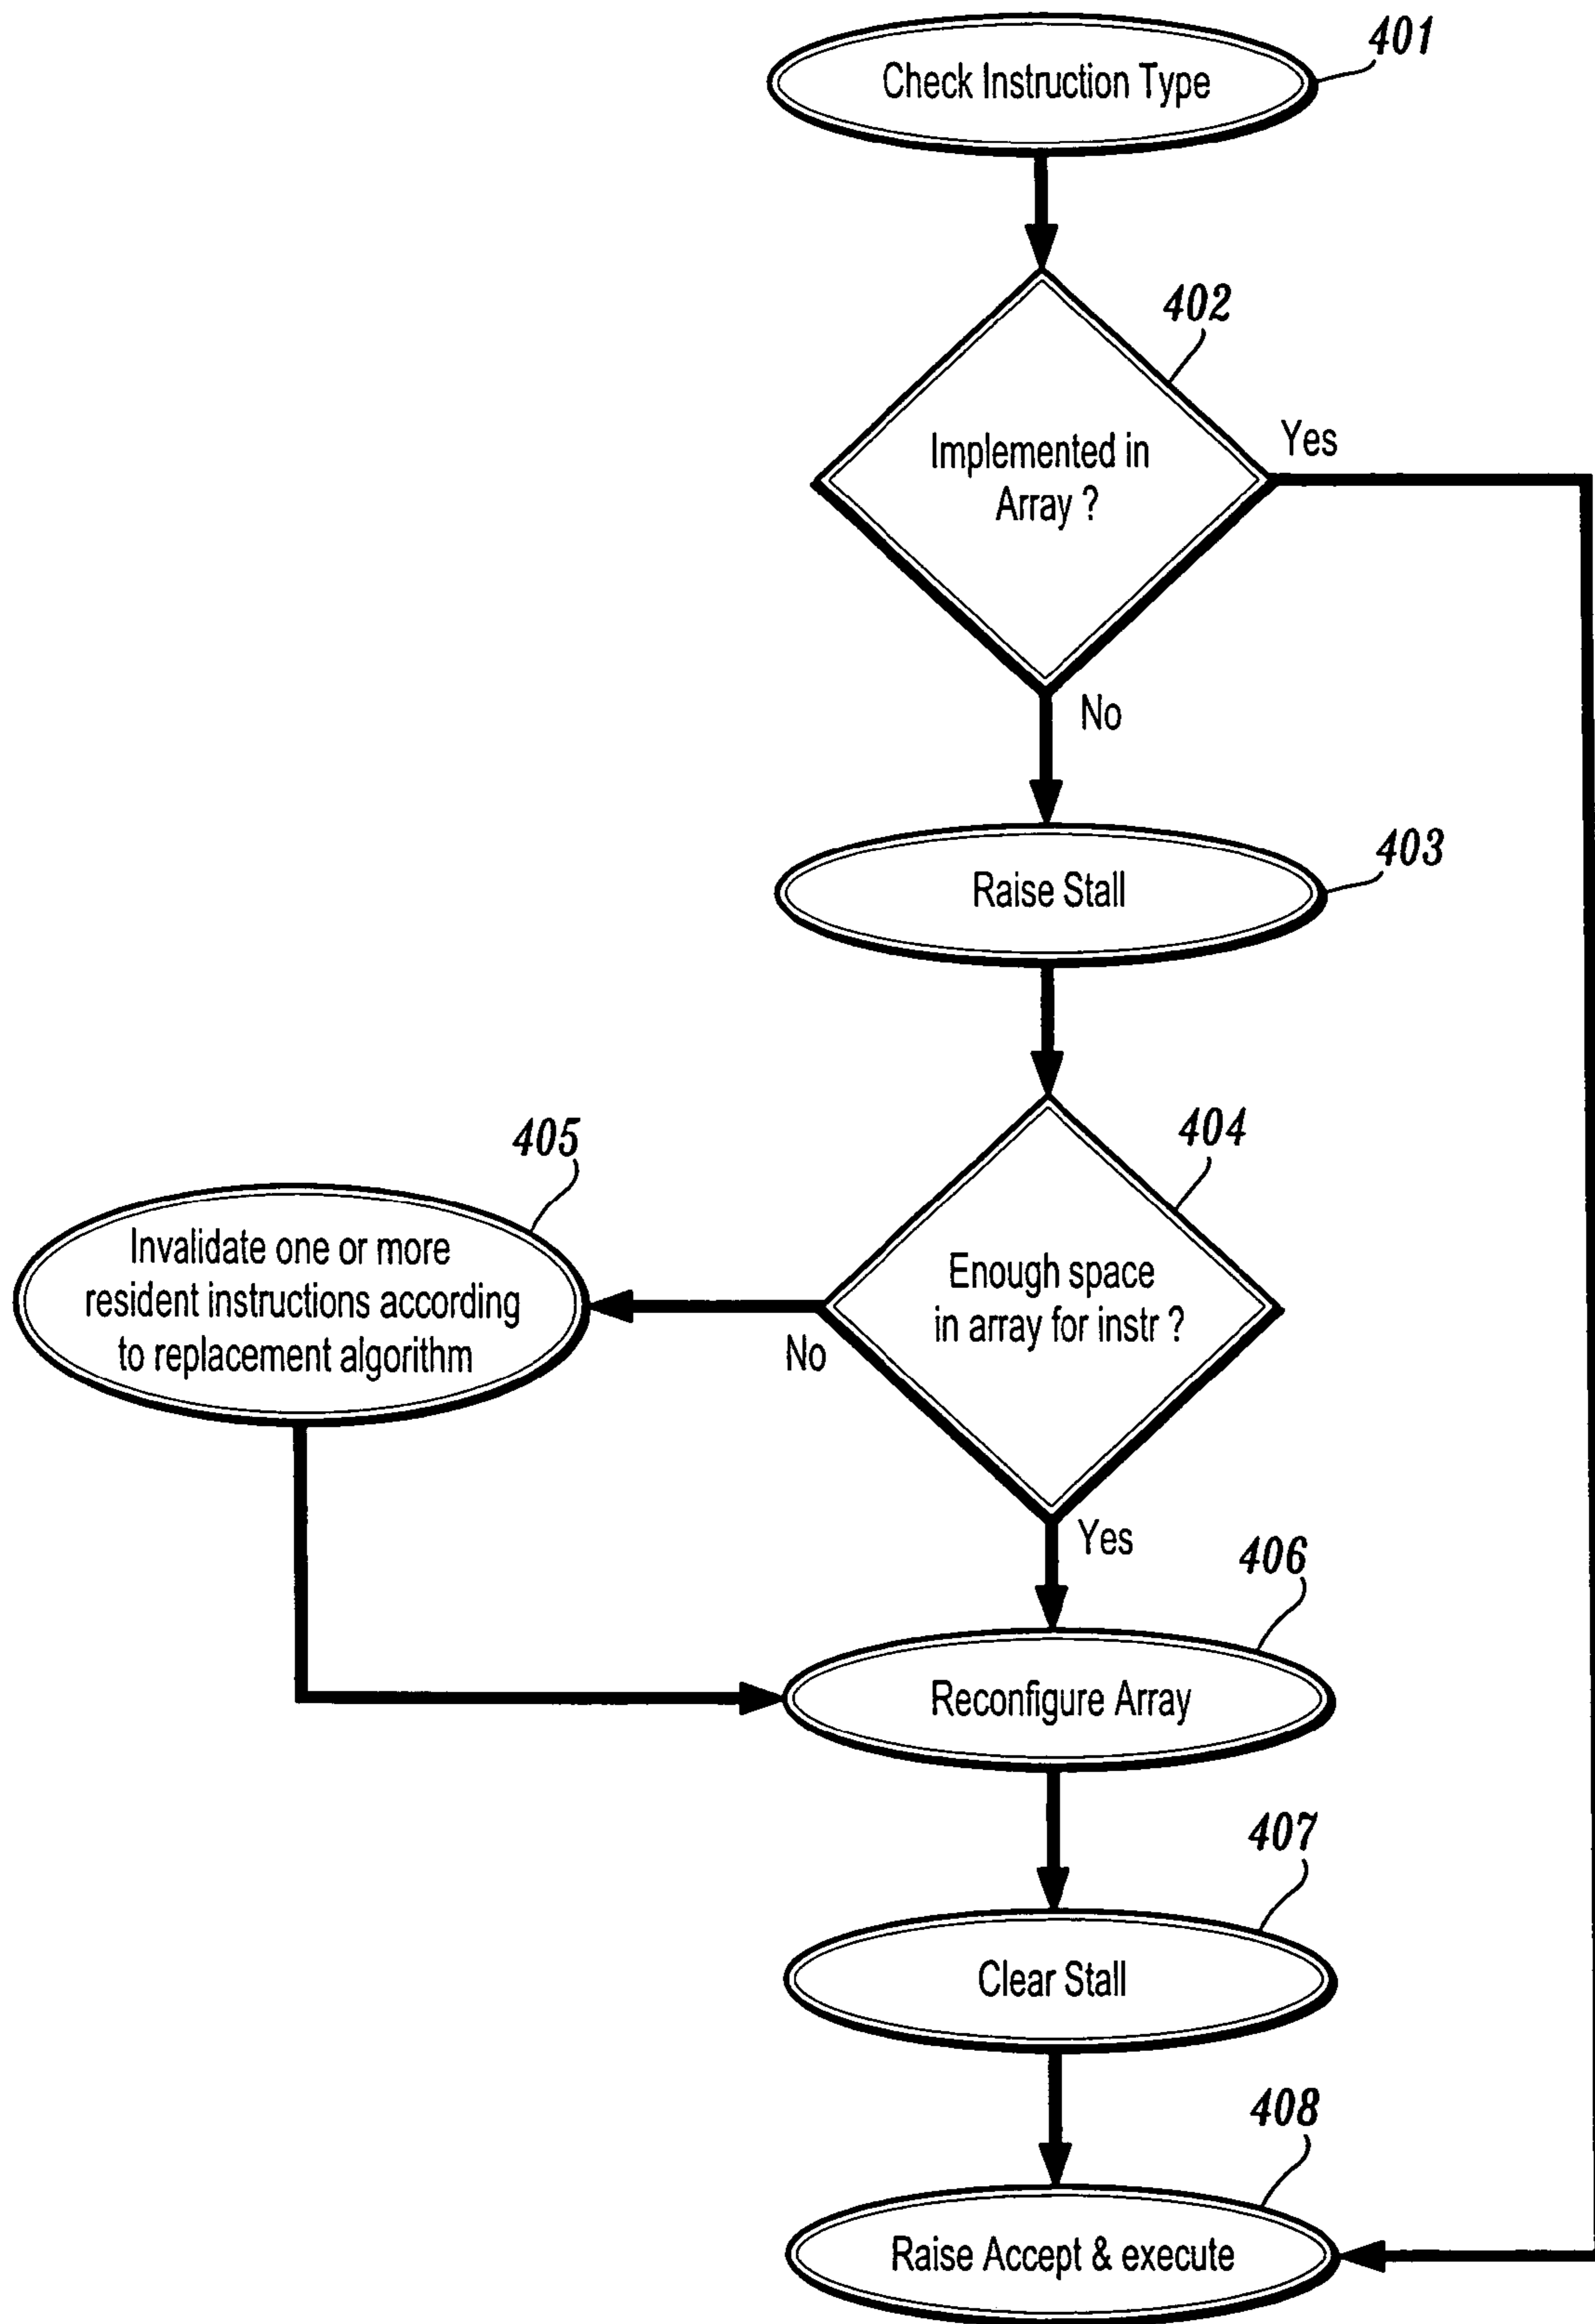 401
Check Instruction Type
402
Implemented in
Array ?
Yes
No
403
Raise Stall
404
Enough space
in array for instr ?
No
Yes
405
Invalidate one or more
resident instructions according
to replacement algorithm
406
Reconfigure Array
407
Clear Stall
408
Raise Accept & execute